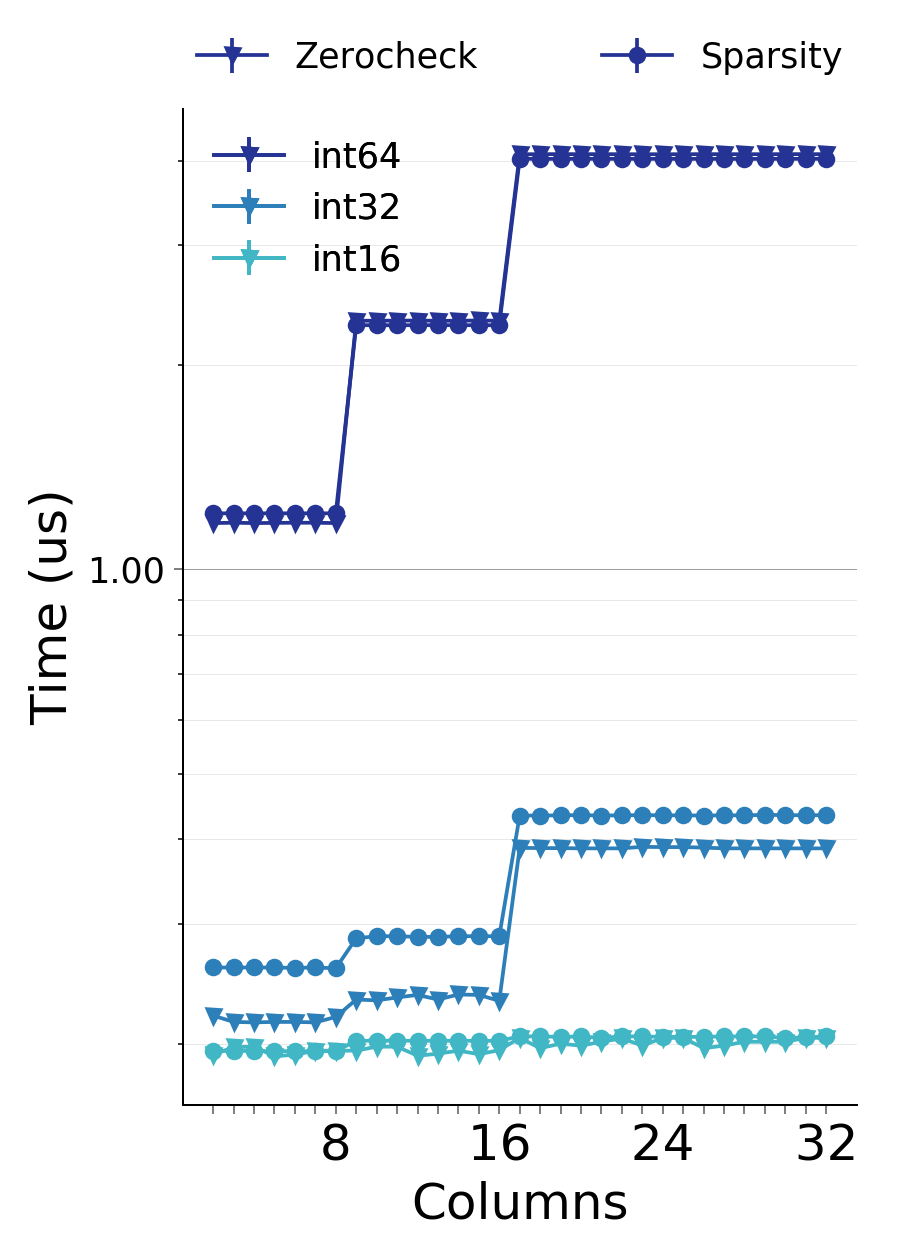 Zerocheck Sparsity
int64
int32
int16
Time (us)
1.00
8 16 24 32
Columns